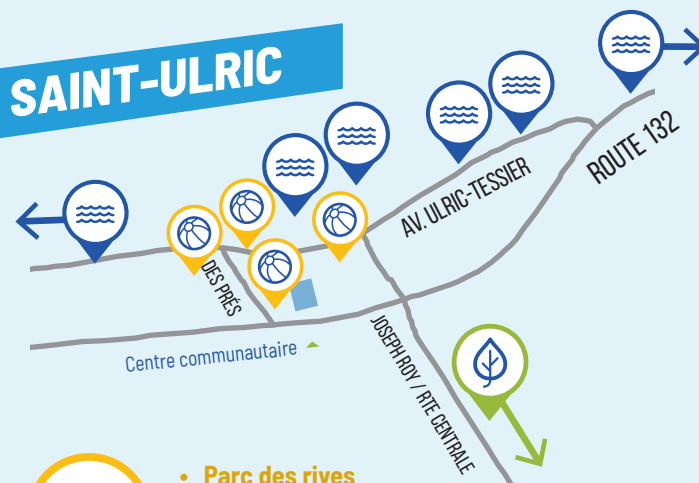 SAINT-ULRIC
ROUTE 132
AV. ULRIC-TESSIER
DES PRÉS
JOSEPH ROY / RTE CENTRALE
Centre communautaire
• Parc des rives